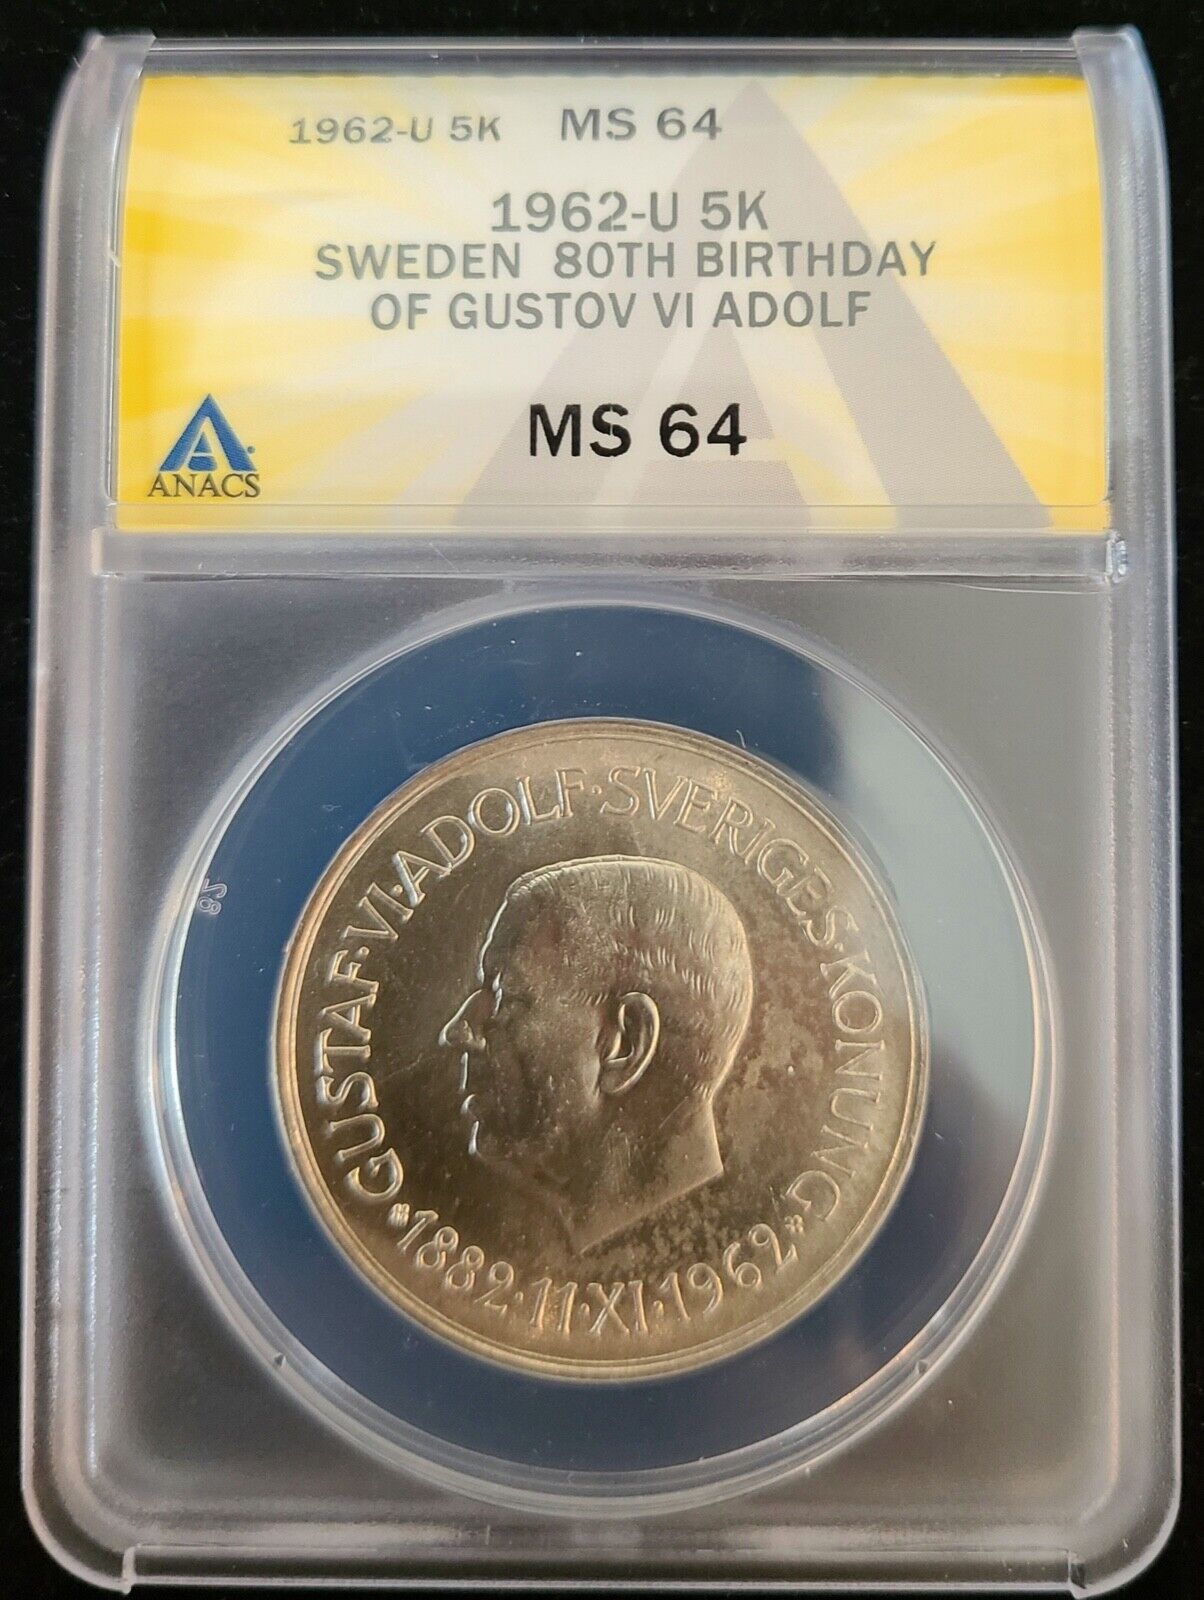 1962-U 5K MS 64
1962-U 5K
SWEDEN 80TH BIRTHDAY
OF GUSTOV VI ADOLF
MS 64
ANACS
GUSTAF·VI·ADOLF·SVERIGES·KONUNG
1882·11·XI·1962
85